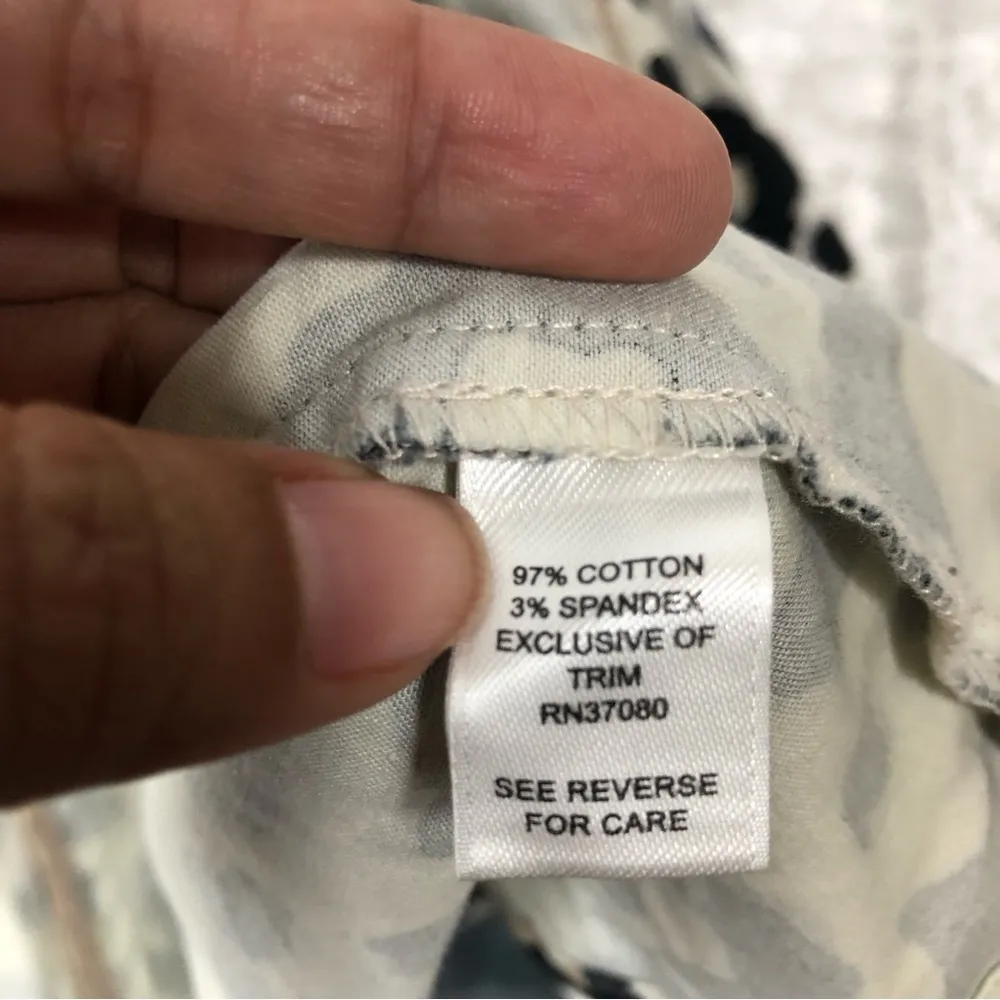 97% COTTON
3% SPANDEX
EXCLUSIVE OF
TRIM
RN37080
SEE REVERSE
FOR CARE